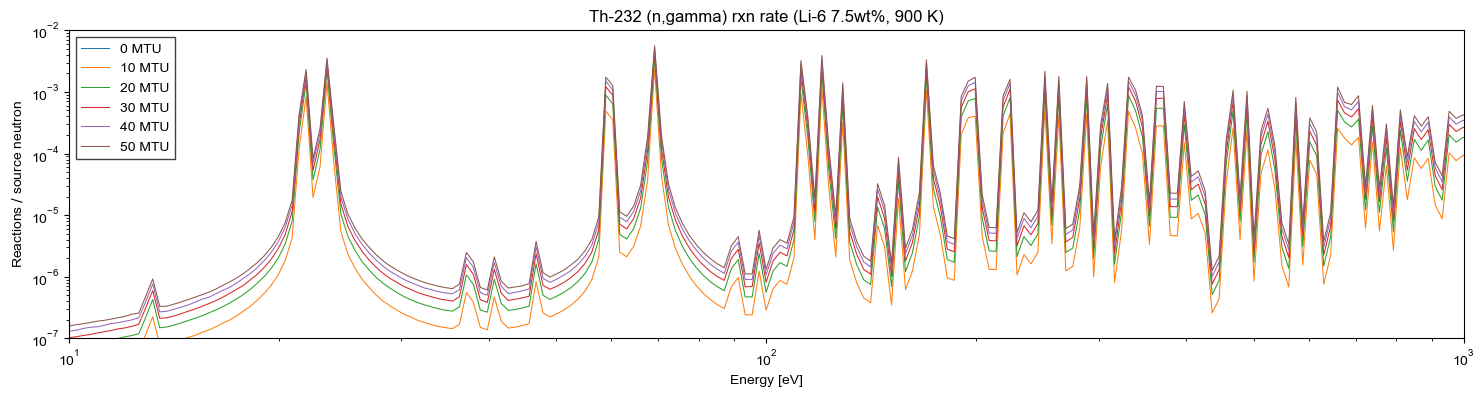 Th-232 (n,gamma) rxn rate (Li-6 7.5wt%, 900 K)
10⁻²
10⁻³
10⁻⁴
10⁻⁵
10⁻⁶
10⁻⁷
Reactions / source neutron
0 MTU
10 MTU
20 MTU
30 MTU
40 MTU
50 MTU
10¹
10²
10³
Energy [eV]